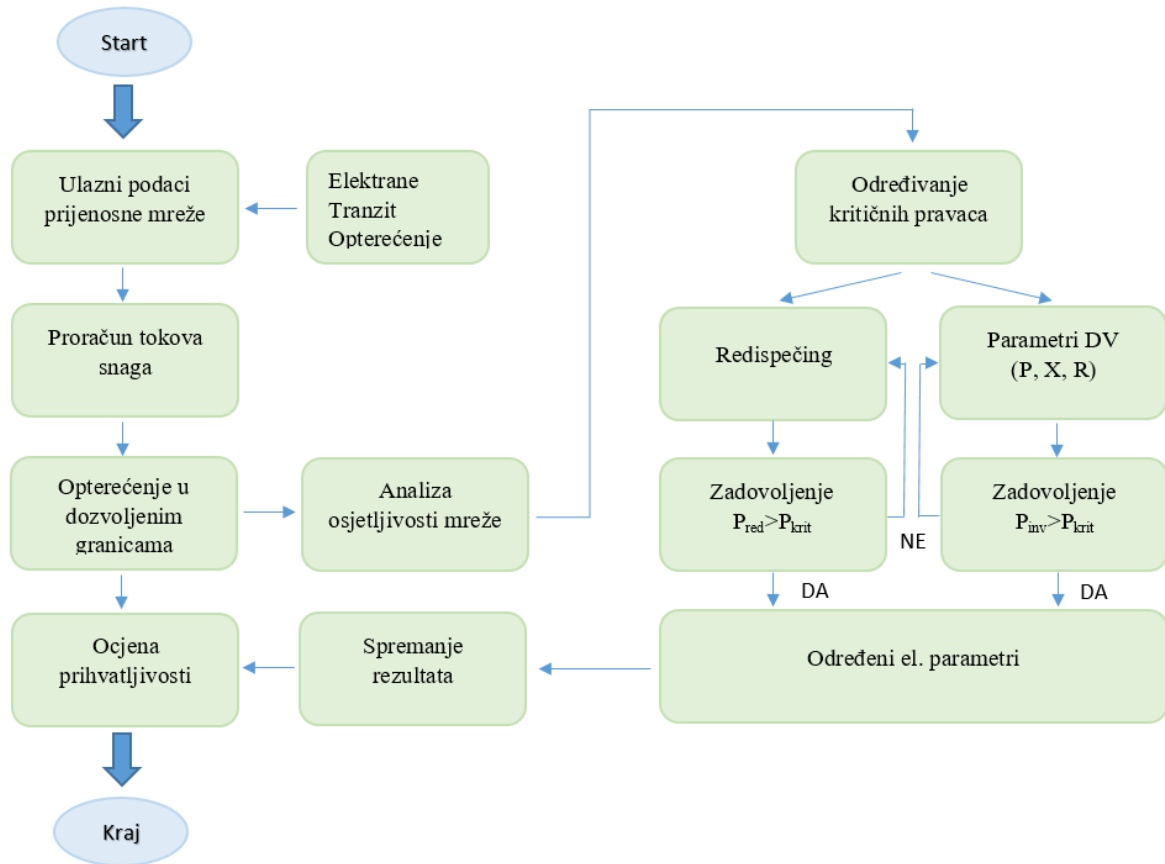 Start
Ulazni podaci
prijenosne mreže
Elektrane
Tranzit
Opterećenje
Proračun tokova
snaga
Opterećenje u
dozvoljenim
granicama
Analiza
osjetljivosti mreže
Određivanje
kritičnih pravaca
Redispečing
Parametri DV
(P, X, R)
Zadovoljenje
Pred>Pkrit
NE
Zadovoljenje
Pinv>Pkrit
DA
DA
Određeni el. parametri
Spremanje
rezultata
Ocjena
prihvatljivosti
Kraj